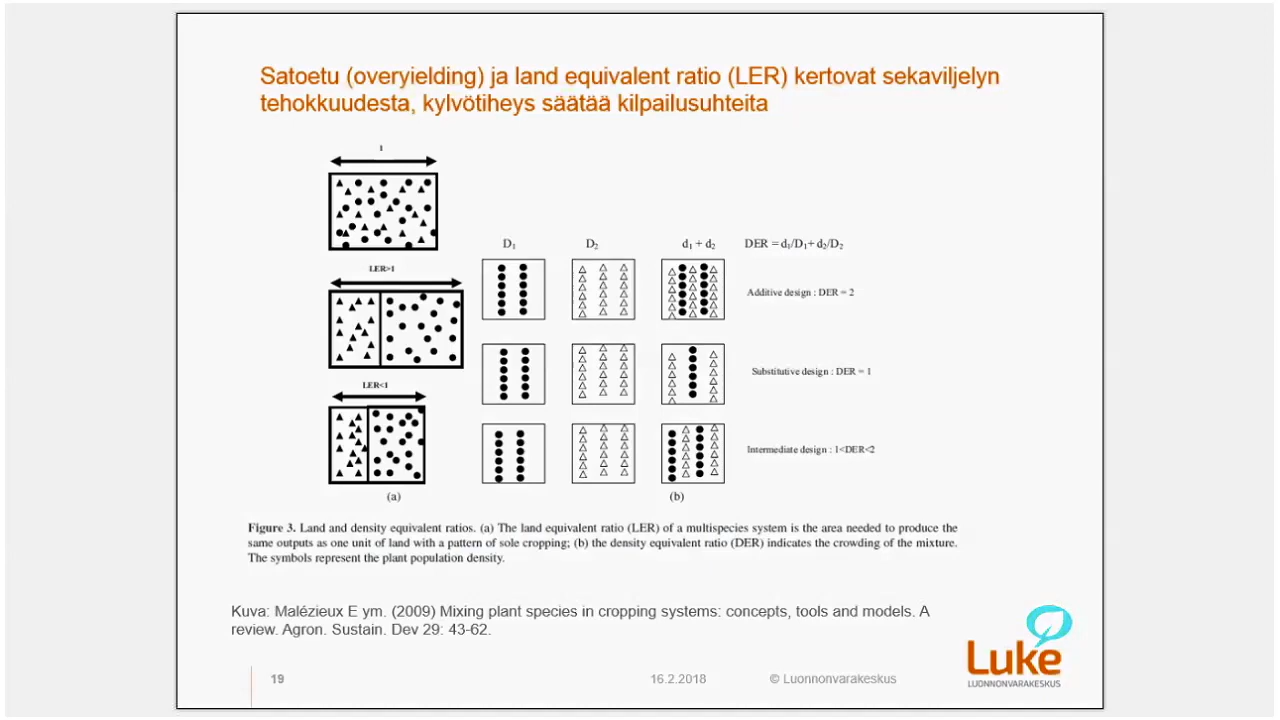 Satoetu (overyielding) ja land equivalent ratio (LER) kertovat sekaviljelyn
tehokkuudesta, kylvötiheys säätää kilpailusuhteita
1
LER>1
LER<1
(a)
D1 D2 d1 + d2 DER = d1/D1+ d2/D2
Additive design : DER = 2
Substitutive design : DER = 1
Intermediate design : 1<DER<2
(b)
Figure 3. Land and density equivalent ratios. (a) The land equivalent ratio (LER) of a multispecies system is the area needed to produce the
same outputs as one unit of land with a pattern of sole cropping; (b) the density equivalent ratio (DER) indicates the crowding of the mixture.
The symbols represent the plant population density.
Kuva: Malézieux E ym. (2009) Mixing plant species in cropping systems: concepts, tools and models. A
review. Agron. Sustain. Dev 29: 43-62.
Luke
LUONNONVARAKESKUS
19 16.2.2018 © Luonnonvarakeskus